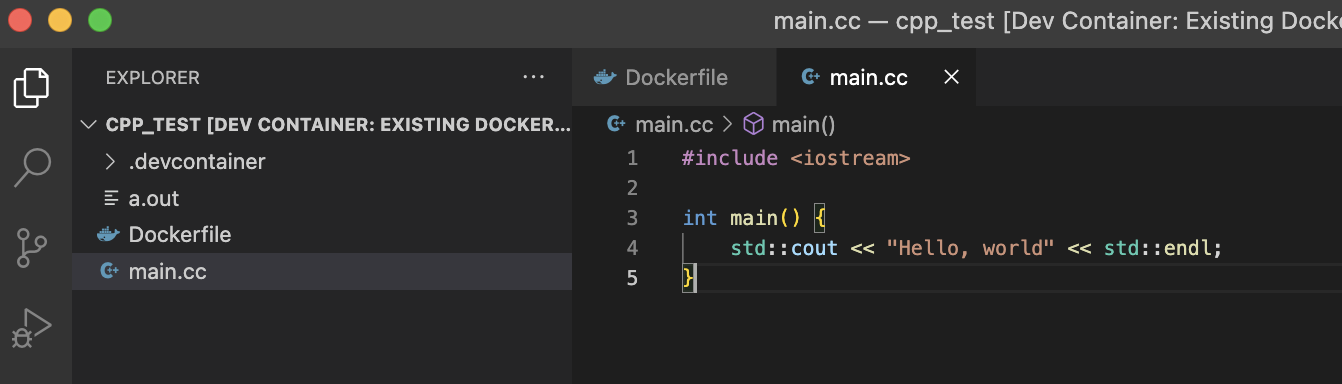 main.cc — cpp_test [Dev Container: Existing Docke
EXPLORER ...
Dockerfile
main.cc
CPP_TEST [DEV CONTAINER: EXISTING DOCKER...
.devcontainer
a.out
Dockerfile
main.cc
main.cc > main()
1 #include <iostream>
2
3 int main() {
4     std::cout << "Hello, world" << std::endl;
5 }